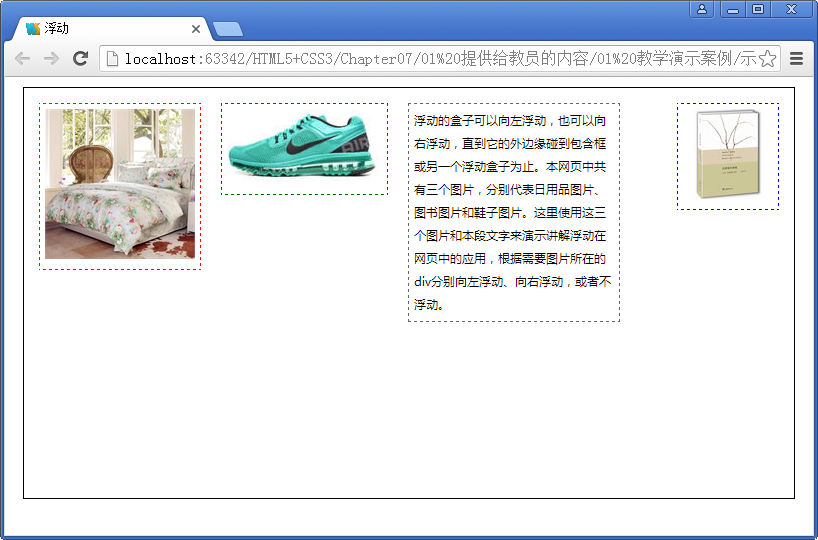 浮动
localhost:63342/HTML5+CSS3/Chapter07/01%20提供给教员的内容/01%20教学演示案例/示
浮动的盒子可以向左浮动，也可以向
右浮动，直到它的外边缘碰到包含框
或另一个浮动盒子为止。本网页中共
有三个图片，分别代表日用品图片、
图书图片和鞋子图片。这里使用这三
个图片和本段文字来演示讲解浮动在
网页中的应用，根据需要图片所在的
div分别向左浮动、向右浮动，或者不
浮动。
AIR